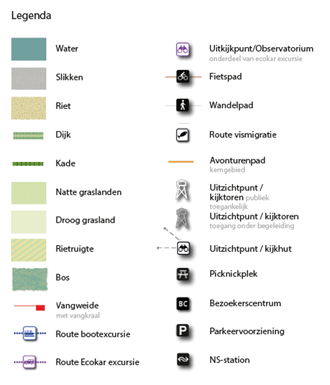 Legenda
Water
Slikken
Riet
Dijk
Kade
Natte graslanden
Droog grasland
Rietruigte
Bos
Vangweide
met vangkraal
Route bootexcursie
Route Ecokar excursie
Uitkijkpunt/Observatorium
onderdeel van ecokar excursie
Fietspad
Wandelpad
Route vismigratie
Avonturenpad
kerngebied
Uitzichtpunt /
kijktoren publiek
toegankelijk
Uitzichtpunt / kijktoren
toegang onder begeleiding
Uitzichtpunt / kijkhut
Picknickplek
BC Bezoekerscentrum
P Parkeervoorziening
NS-station